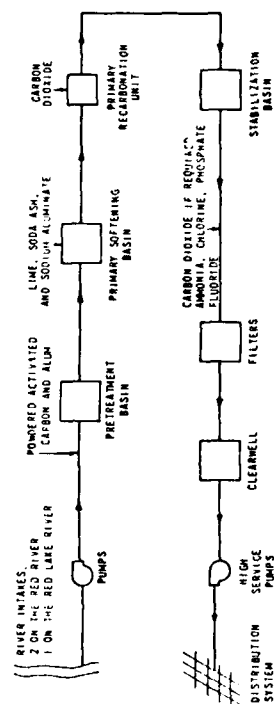 RIVER INTAKES,
2 ON THE RED RIVER
1 ON THE RED LAKE RIVER
PUMPS
POWDERED ACTIVATED
CARBON AND ALUM
PRETREATMENT
BASIN
LIME, SODA ASH,
AND SODIUM ALUMINATE
PRIMARY SOFTENING
BASIN
CARBON
DIOXIDE
PRIMARY
RECARBONATION
UNIT
STABILIZATION
BASIN
CARBON DIOXIDE IF REQUIRED
AMMONIA, CHLORINE, PHOSPHATE
FLUORIDE
FILTERS
CLEARWELL
HIGH
SERVICE
PUMPS
DISTRIBUTION
SYSTEM